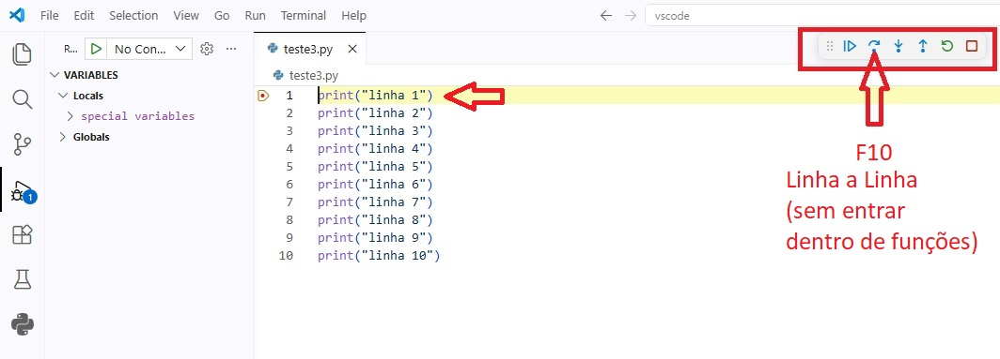 File Edit Selection View Go Run Terminal Help
vscode
R... No Con... ...
teste3.py
teste3.py
VARIABLES
Locals
special variables
Globals
1
1 print("linha 1")
2 print("linha 2")
3 print("linha 3")
4 print("linha 4")
5 print("linha 5")
6 print("linha 6")
7 print("linha 7")
8 print("linha 8")
9 print("linha 9")
10 print("linha 10")
F10
Linha a Linha
(sem entrar
dentro de funções)